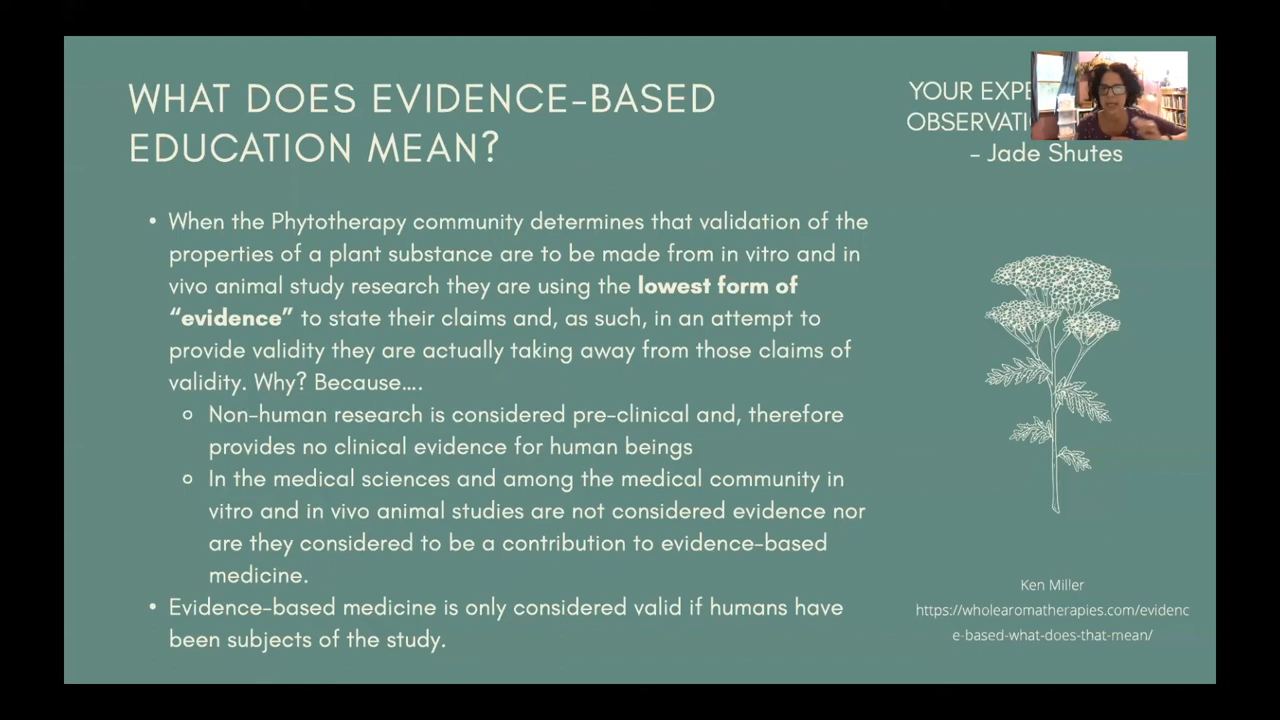 WHAT DOES EVIDENCE-BASED
EDUCATION MEAN?
YOUR
– Jade Shutes
• When the Phytotherapy community determines that validation of the
properties of a plant substance are to be made from in vitro and in
vivo animal study research they are using the lowest form of
“evidence” to state their claims and, as such, in an attempt to
provide validity they are actually taking away from those claims of
validity. Why? Because....
Non-human research is considered pre-clinical and, therefore
provides no clinical evidence for human beings
In the medical sciences and among the medical community in
vitro and in vivo animal studies are not considered evidence nor
are they considered to be a contribution to evidence-based
medicine.
• Evidence-based medicine is only considered valid if humans have
been subjects of the study.
Ken Miller
https://wholearomatherapies.com/evidenc
e-based-what-does-that-mean/